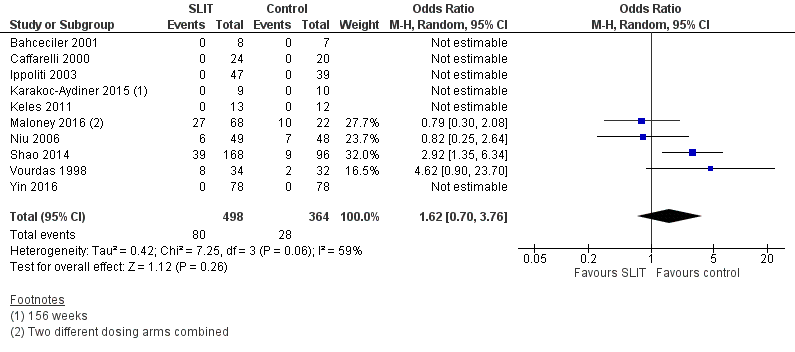 SLIT Control Odds Ratio Odds Ratio
Study or Subgroup Events Total Events Total Weight M-H, Random, 95% CI M-H, Random, 95% CI
Bahceciler 2001 0 8 0 7 Not estimable
Caffarelli 2000 0 24 0 20 Not estimable
Ippoliti 2003 0 47 0 39 Not estimable
Karakoc-Aydiner 2015 (1) 0 9 0 10 Not estimable
Keles 2011 0 13 0 12 Not estimable
Maloney 2016 (2) 27 68 10 22 27.7% 0.79 [0.30, 2.08]
Niu 2006 6 49 7 48 23.7% 0.82 [0.25, 2.64]
Shao 2014 39 168 9 96 32.0% 2.92 [1.35, 6.34]
Vourdas 1998 8 34 2 32 16.5% 4.62 [0.90, 23.70]
Yin 2016 0 78 0 78 Not estimable
Total (95% CI) 498 364 100.0% 1.62 [0.70, 3.76]
Total events 80 28
Heterogeneity: Tau² = 0.42; Chi² = 7.25, df = 3 (P = 0.06); I² = 59%
Test for overall effect: Z = 1.12 (P = 0.26)
0.05 0.2 1 5 20
Favours SLIT Favours control
Footnotes
(1) 156 weeks
(2) Two different dosing arms combined